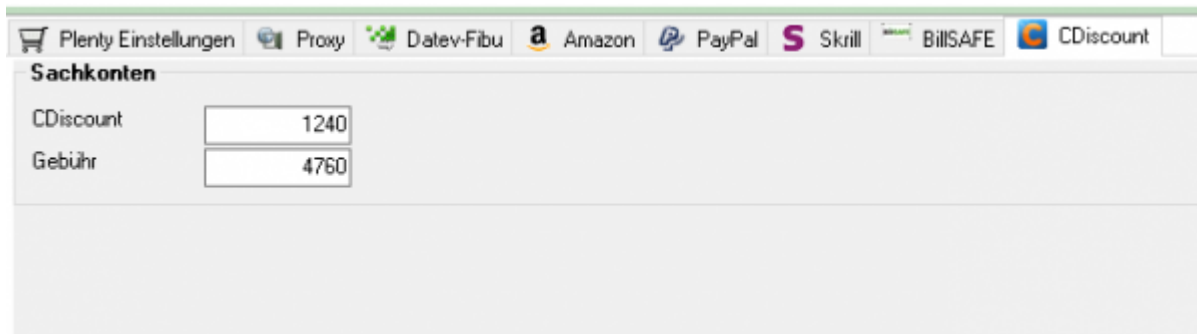 Plenty Einstellungen Proxy Datev-Fibu Amazon PayPal Skrill BillSAFE CDiscount
Sachkonten
CDiscount 1240
Gebühr 4760